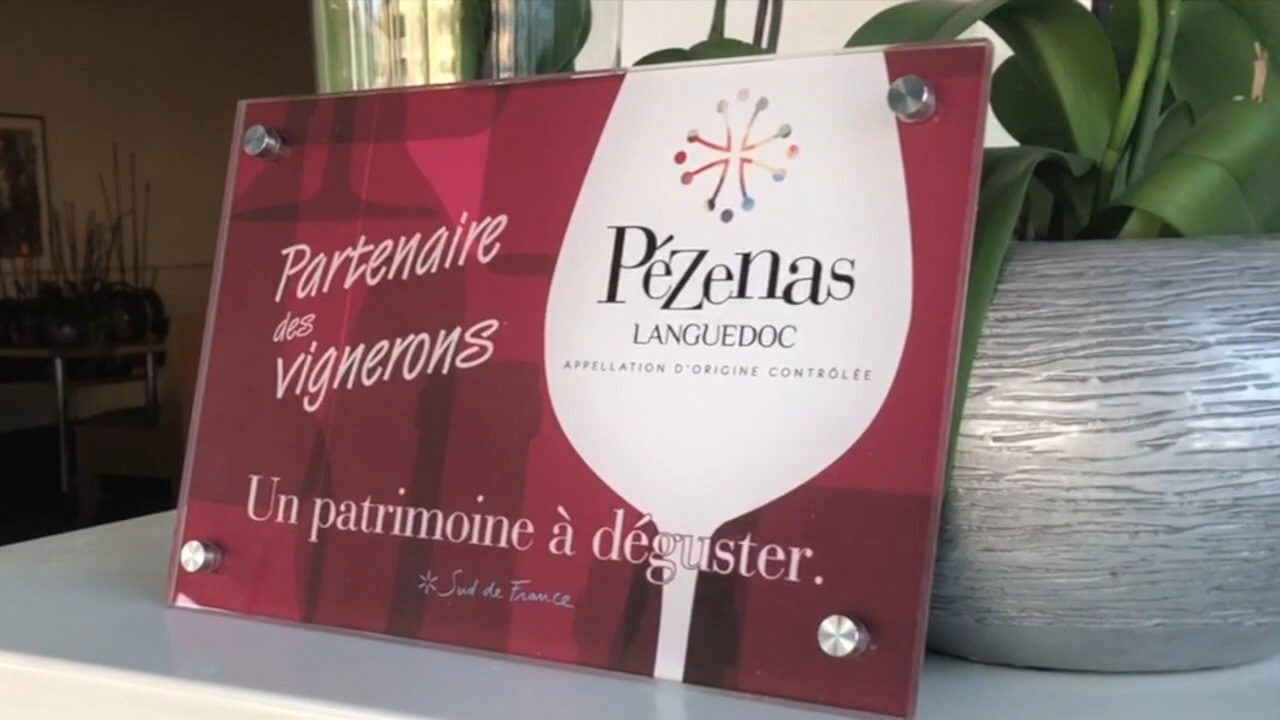 Partenaire
des
vignerons
Pézenas
LANGUEDOC
APPELLATION D'ORIGINE CONTRÔLÉE
Un patrimoine à déguster.
Sud de France